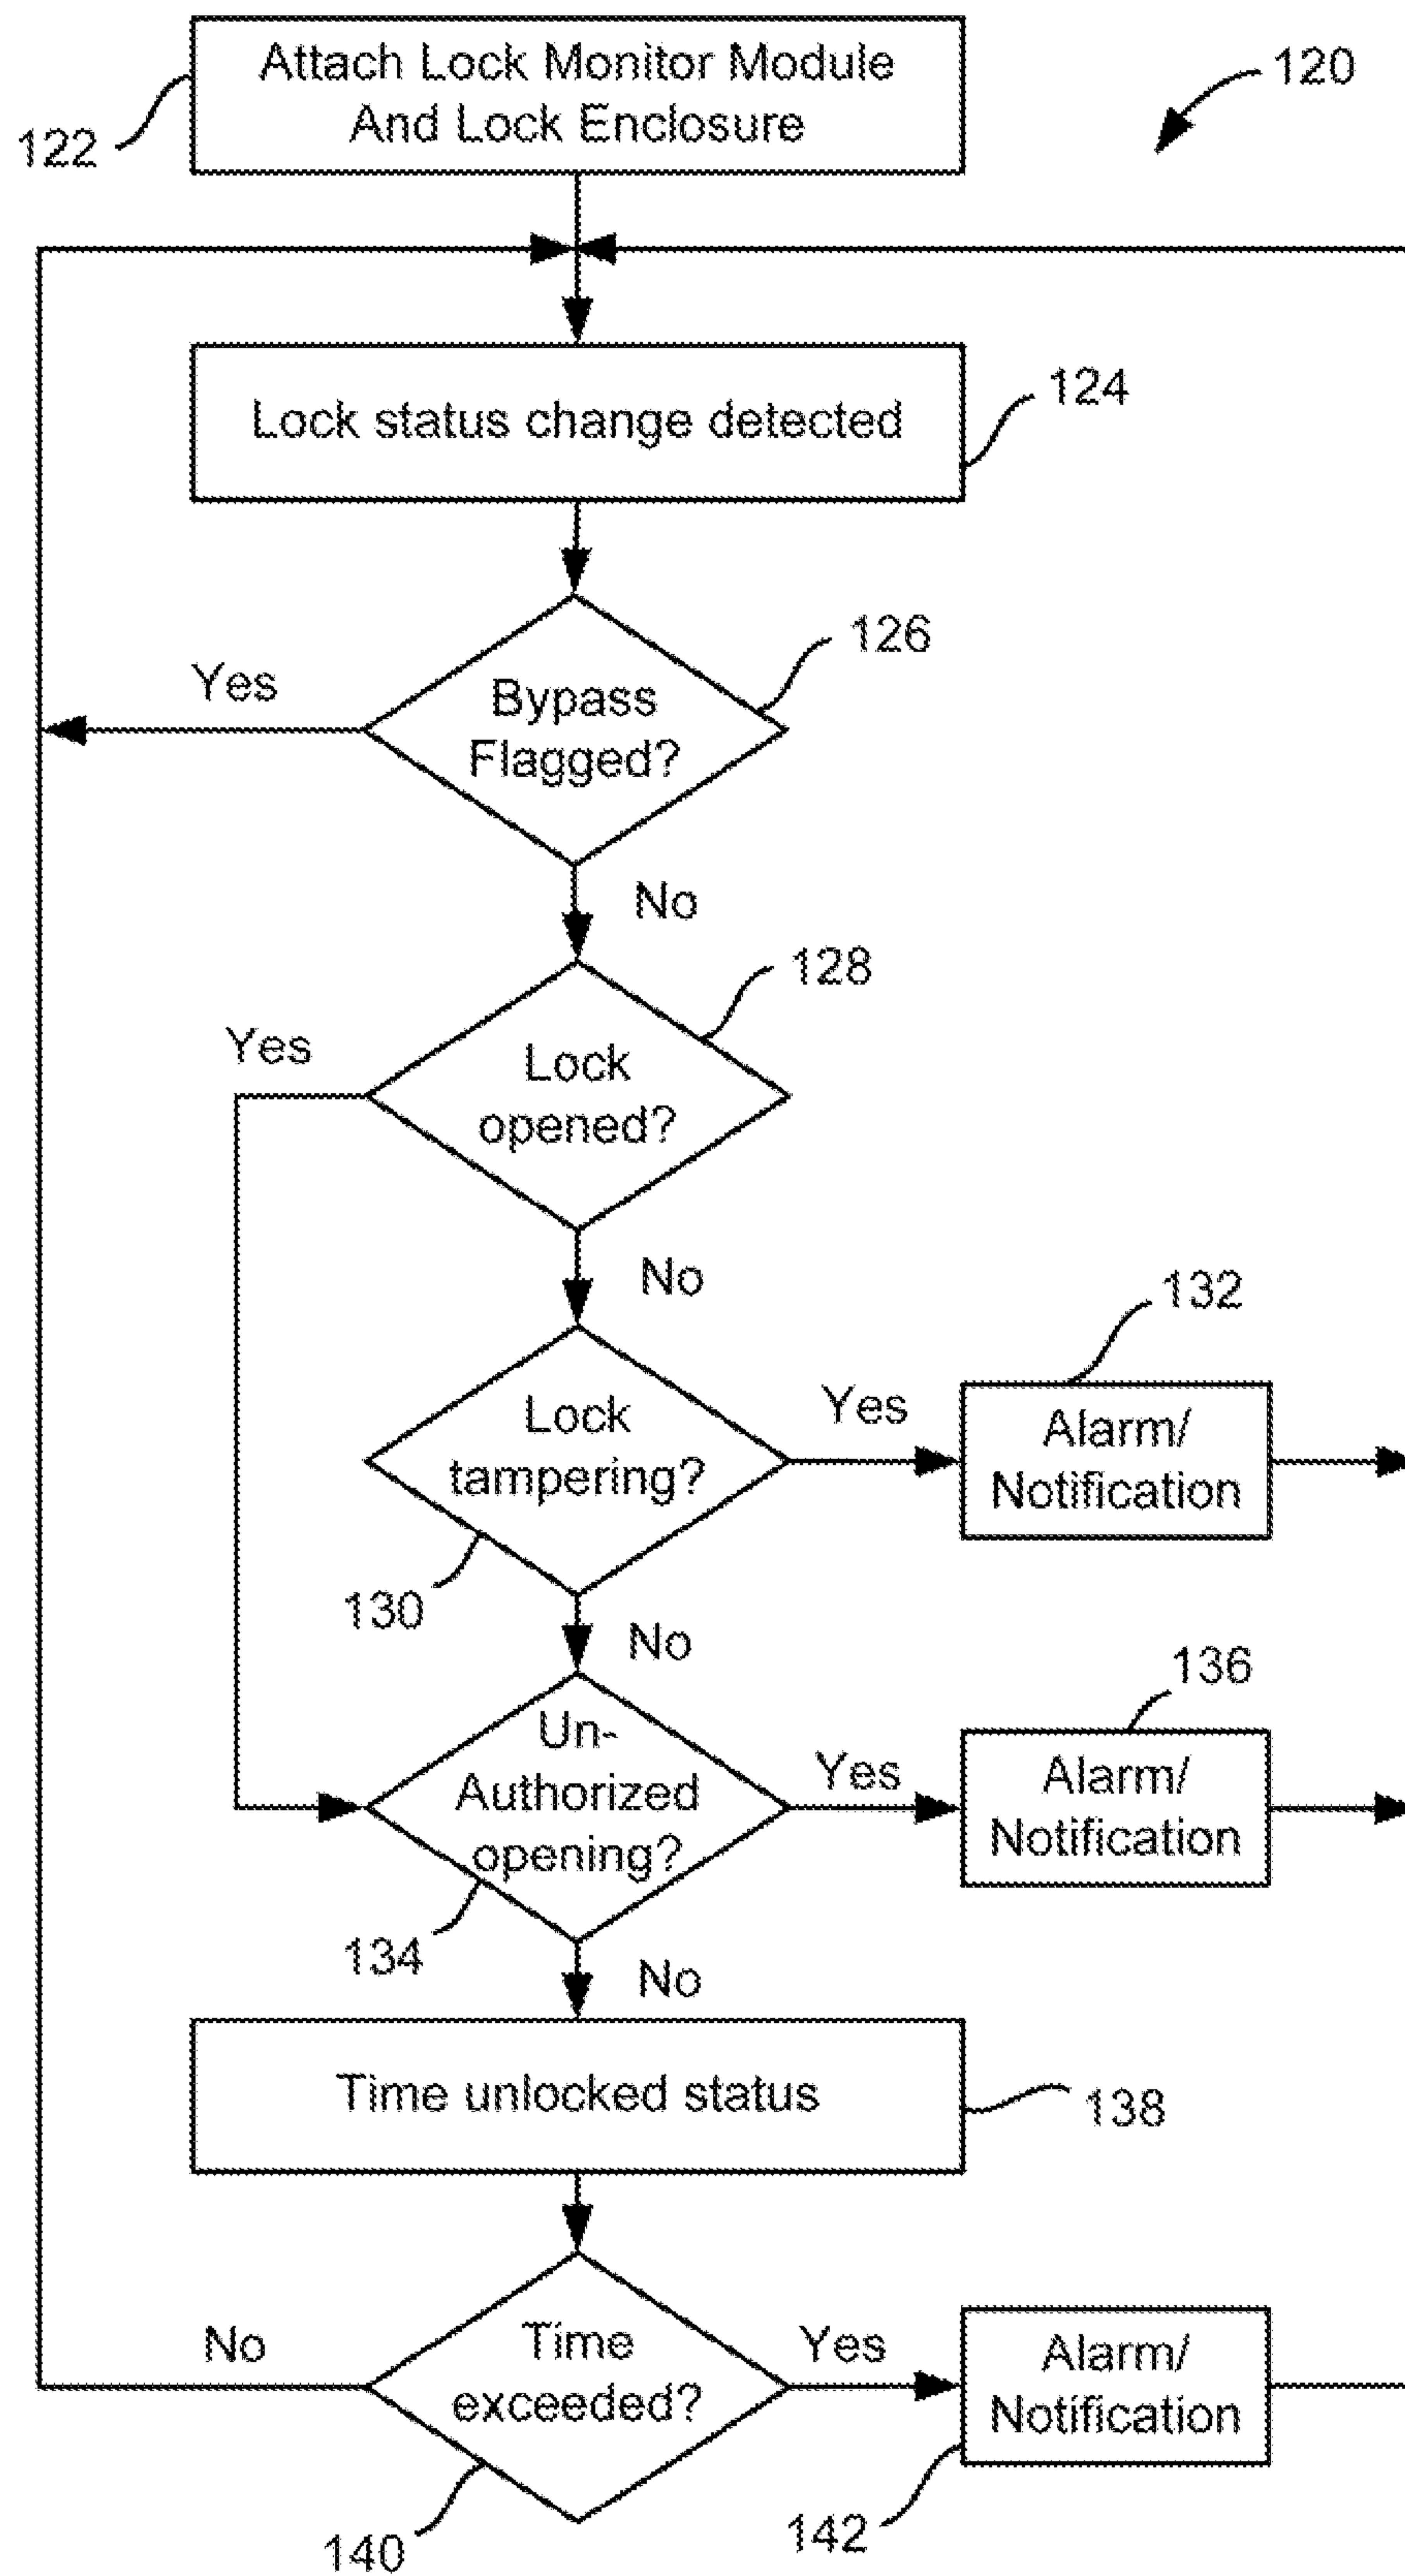 Attach Lock Monitor Module
And Lock Enclosure
120
122
Lock status change detected
124
126
Yes
Bypass
Flagged?
No
128
Yes
Lock
opened?
No
132
Lock
tampering?
Yes
Alarm/
Notification
130
No
136
Un-
Authorized
opening?
Yes
Alarm/
Notification
134
No
Time unlocked status
138
No
Time
exceeded?
Yes
Alarm/
Notification
140
142